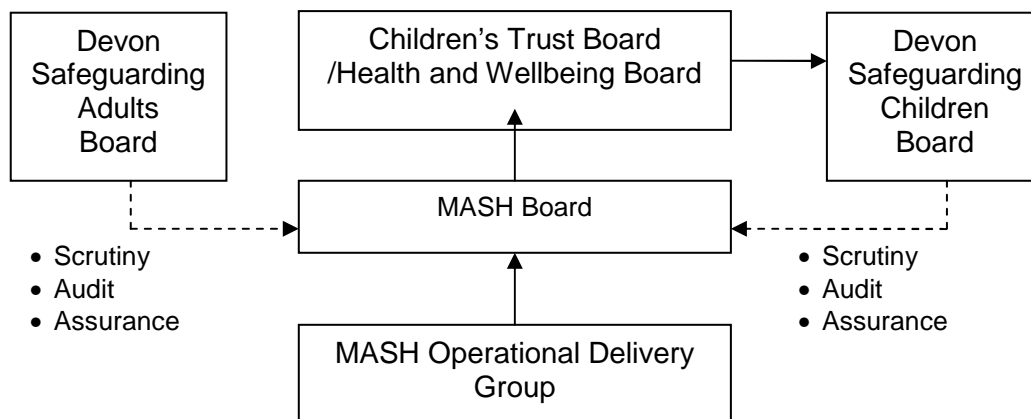 Devon
Safeguarding
Adults
Board
Children’s Trust Board
/Health and Wellbeing Board
Devon
Safeguarding
Children
Board
MASH Board
• Scrutiny
• Audit
• Assurance
• Scrutiny
• Audit
• Assurance
MASH Operational Delivery
Group